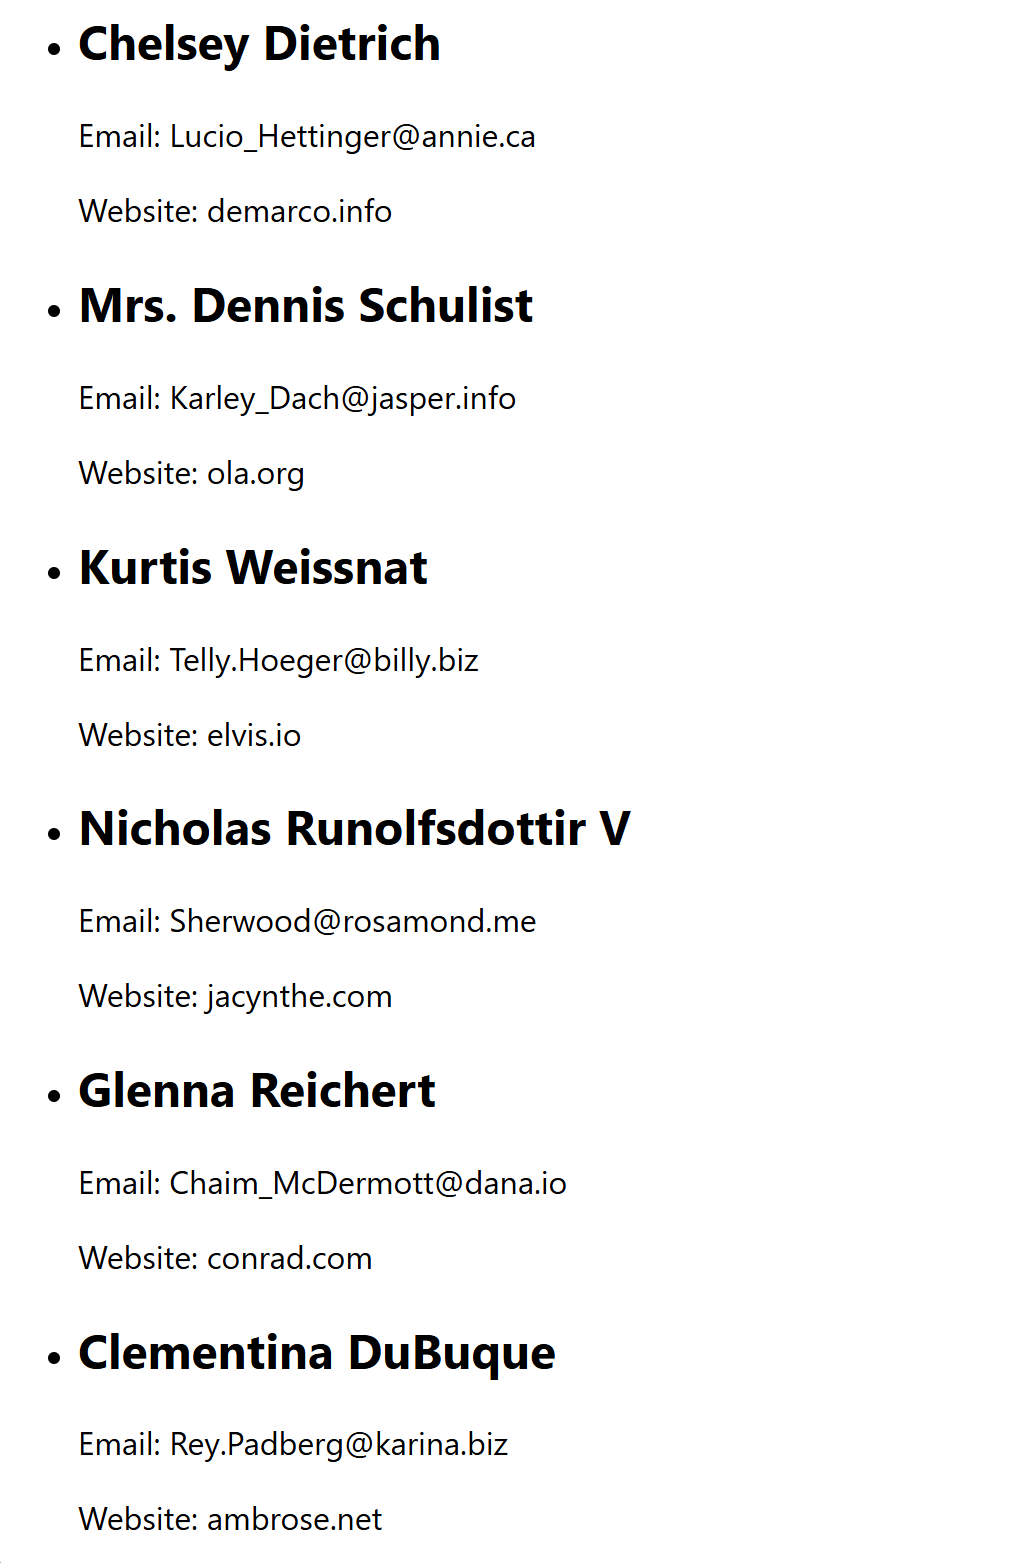 Chelsey Dietrich
Email: Lucio_Hettinger@annie.ca
Website: demarco.info
Mrs. Dennis Schulist
Email: Karley_Dach@jasper.info
Website: ola.org
Kurtis Weissnat
Email: Telly.Hoeger@billy.biz
Website: elvis.io
Nicholas Runolfsdottir V
Email: Sherwood@rosamond.me
Website: jacynthe.com
Glenna Reichert
Email: Chaim_McDermott@dana.io
Website: conrad.com
Clementina DuBuque
Email: Rey.Padberg@karina.biz
Website: ambrose.net